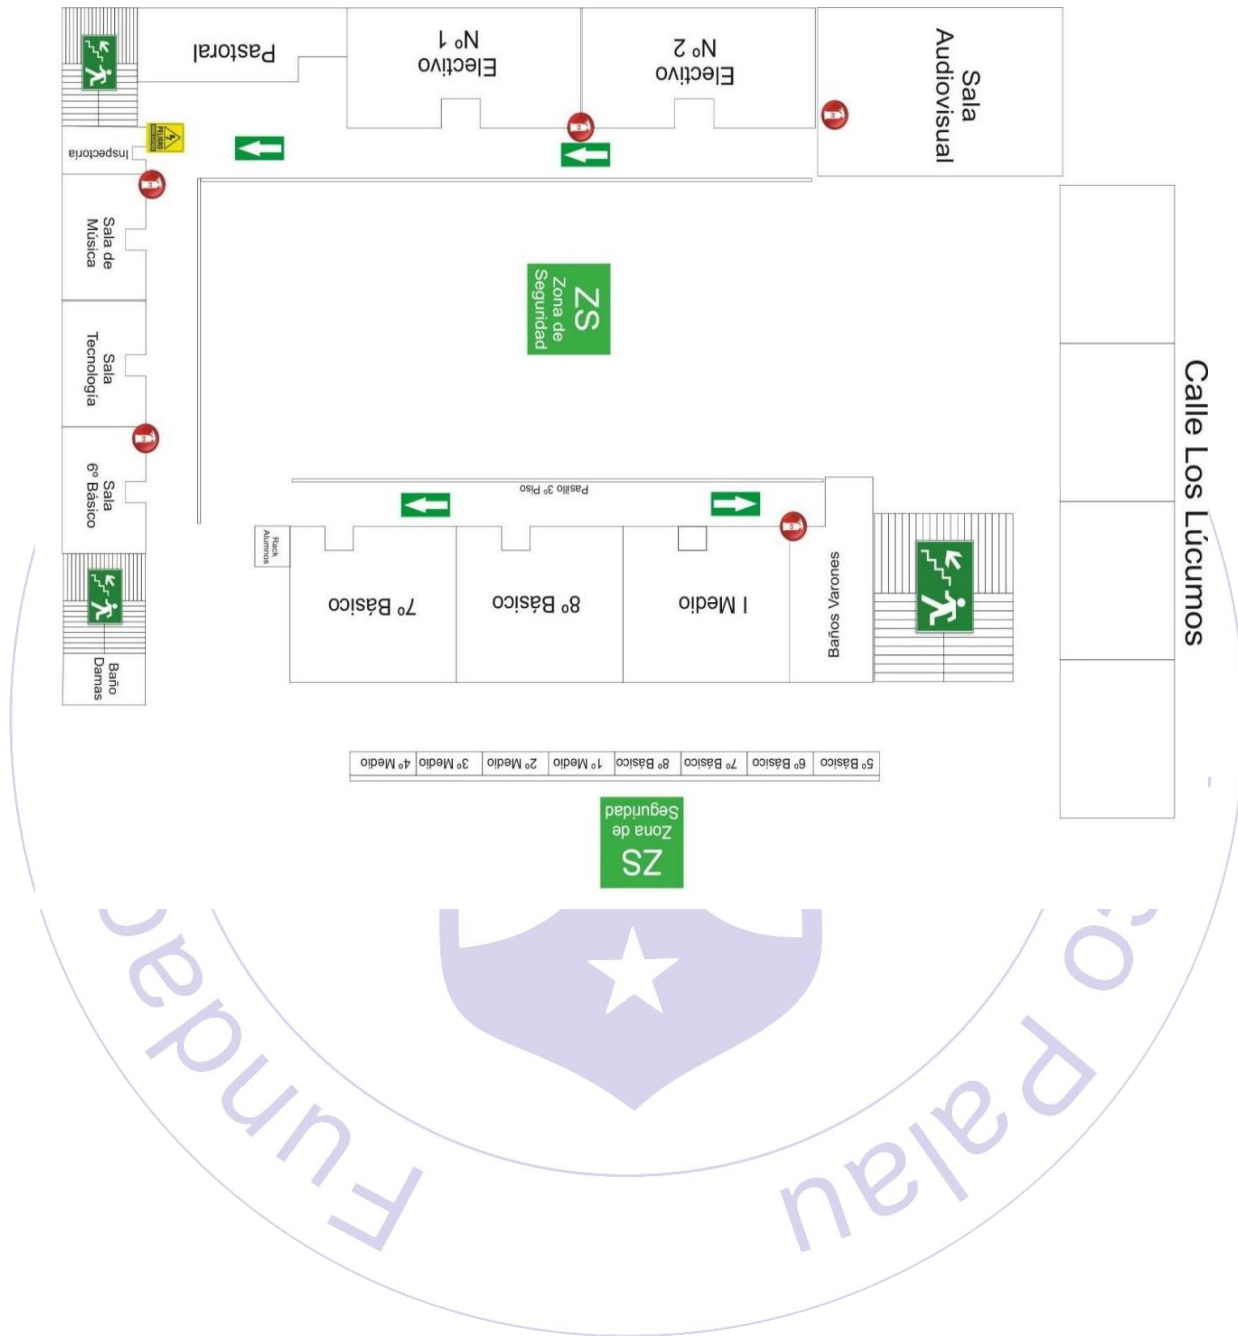 Pastoral
Electivo
Nº 1
Electivo
Nº 2
Sala
Audiovisual
PELIGRO
Inspectoría
Sala de
Música
Sala
Tecnología
Sala
6º Básico
Baño
Damas
ZS
Zona de
Seguridad
Calle Los Lúcumos
Pasillo 3º Piso
Rack
Alumnos
7º Básico
8º Básico
I Medio
Baños Varones
5º Básico
6º Básico
7º Básico
8º Básico
1º Medio
2º Medio
3º Medio
4º Medio
ZS
Zona de
Seguridad
Palau